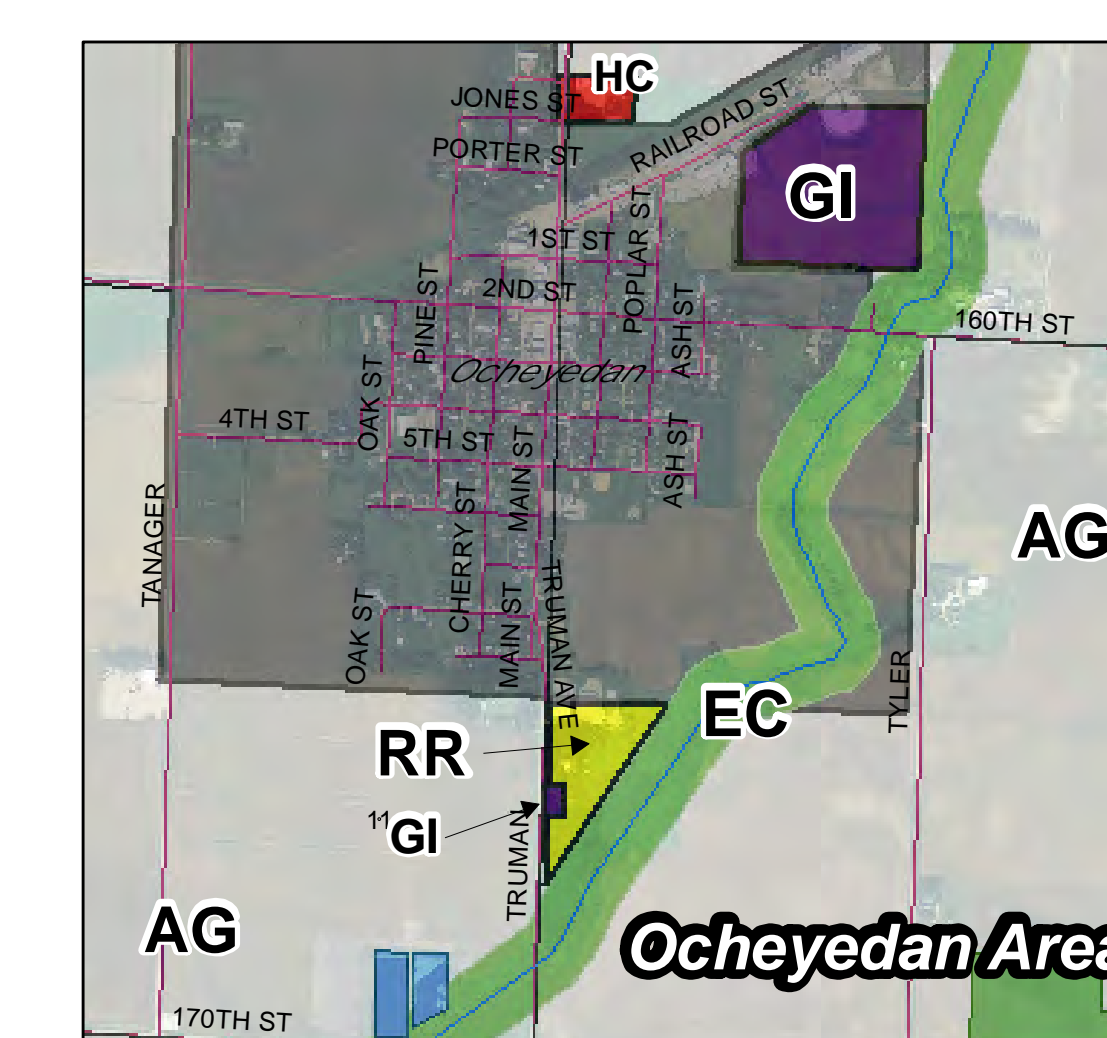 HC
JONES ST
PORTER ST
RAILROAD ST
GI
1ST ST
POPLAR ST
2ND ST
PINE ST
ASH ST
160TH ST
Ocheyedan
OAK ST
4TH ST
5TH ST
MAIN ST
ASH ST
AG
TANAGER
CHERRY ST
TRUMAN AVE
OAK ST
MAIN ST
TYLER
EC
RR
GI
TRUMAN
AG
Ocheyedan Area
170TH ST